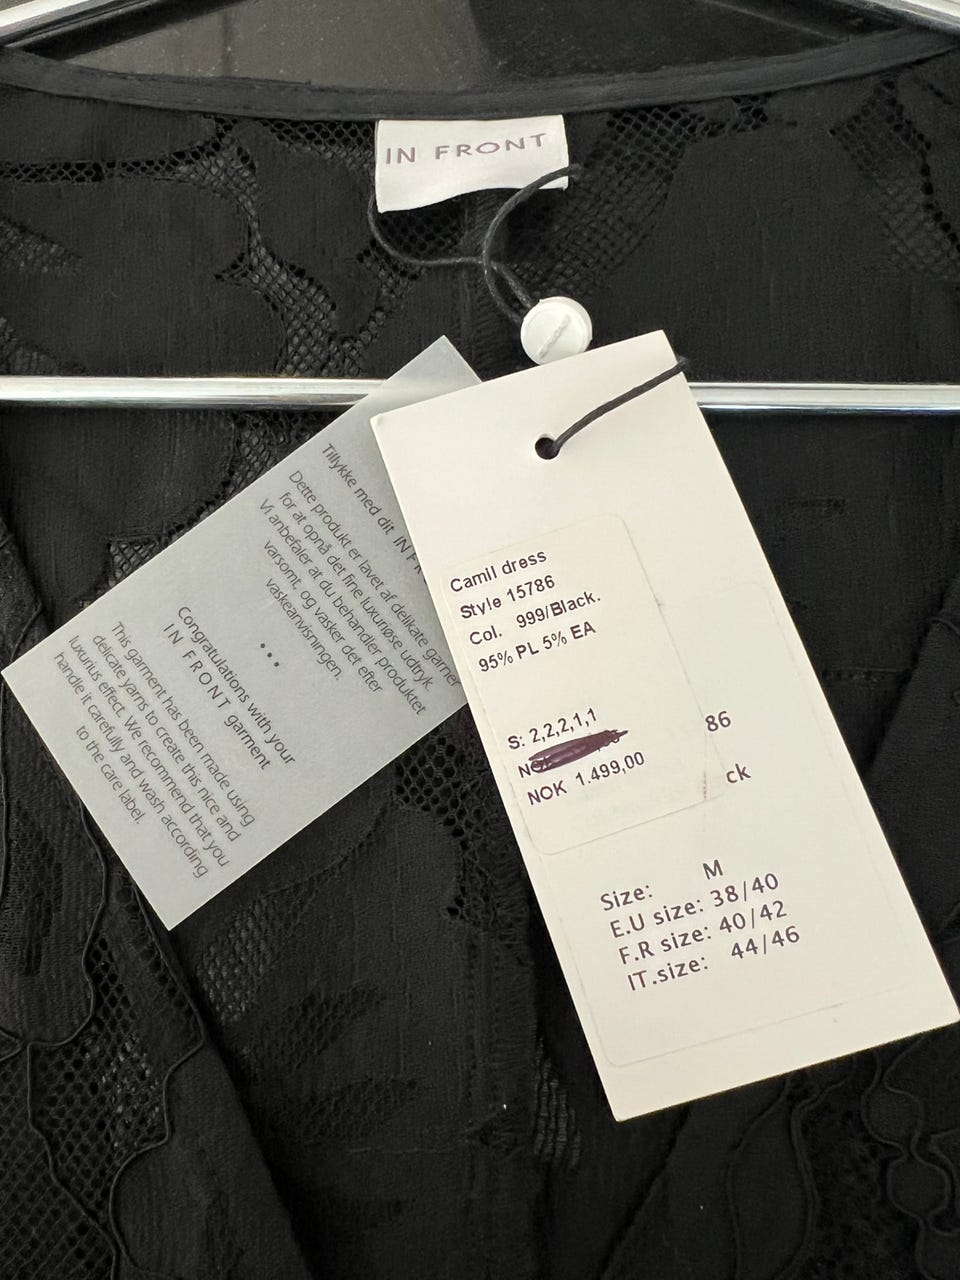 IN FRONT
Tillykke med dit IN
Dette produkt er lavet af delikate
for at opnå det fine luxuriøse udtryk.
Vi anbefaler at du behandler produktet
varsomt, og vasker det efter
vaskeanvisningen.
•••
Congratulations with your
IN FRONT garment
This garment has been made using
delicate yarns to create this nice and
luxurius effect. We recommend that you
handle it carefully and wash according
to the care label.
Camil dress
Style 15786
Col. 999/Black.
95% PL 5% EA
S: 2,2,2,1,1
NOK 1.499,00
86
ck
Size: M
E.U size: 38/40
F.R size: 40/42
IT.size: 44/46